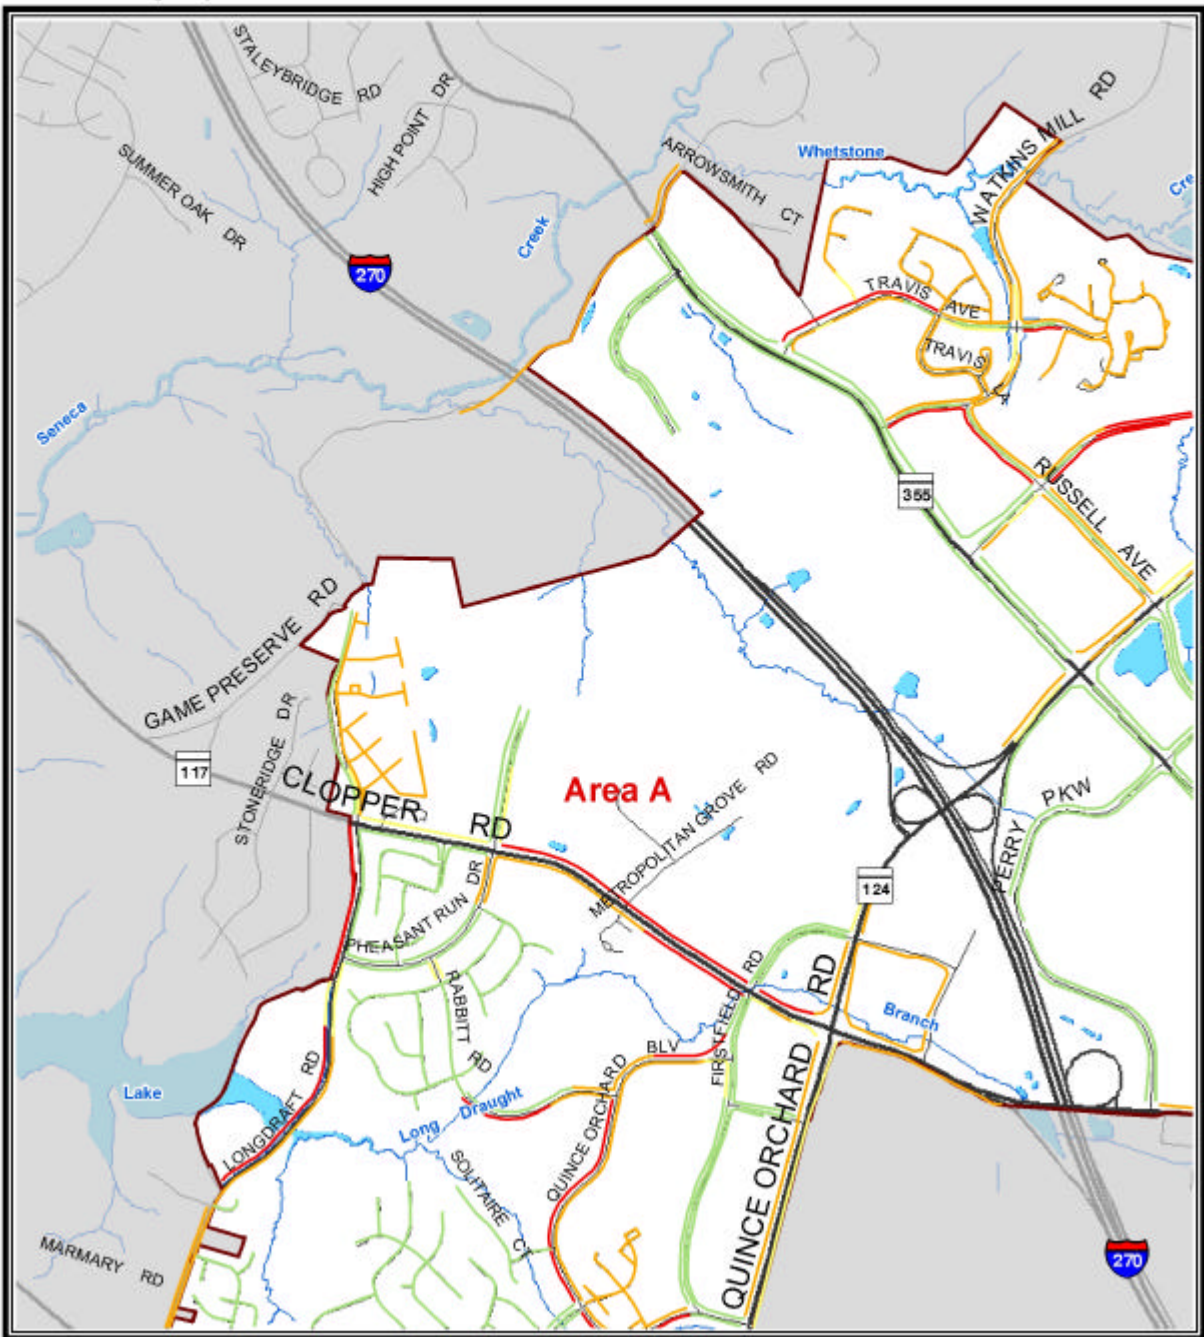 STALEYBRIDGE RD
HIGH POINT DR
SUMMER OAK DR
270
Creek
ARROWSMITH CT
Whetstone
WATKINS MILL RD
Cre
TRAVIS AVE
TRAVIS
Seneca
355
RUSSELL AVE
GAME PRESERVE RD
STONERIDGE DR
117
CLOPPER RD
Area A
METROPOLITAN GROVE RD
PERRY PKW
124
PHEASANT RUN DR
RABBITT RD
FIRSTFIELD RD
QUINCE ORCHARD BLV
QUINCE ORCHARD RD
Branch
Lake
LONGDRAFT RD
Long Draught
SOLITAIRE CT
MARMARY RD
270